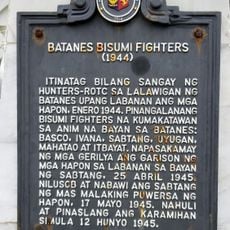 BATANES BISUMI FIGHTERS
(1944)
ITINATAG BILANG SANGAY NG
HUNTERS-ROTC SA LALAWIGAN NG
BATANES UPANG LABANAN ANG MGA
HAPON, ENERO 1944. PINANGALANANG
BISUMI FIGHTERS NA KUMAKATAWAN
SA ANIM NA BAYAN SA BATANES:
BASCO, IVANA, SABTANG, UYUGAN,
MAHATAO AT ITBAYAT. NAPASAKAMAY
NG MGA GERILYA ANG GARISON NG
MGA HAPON SA LABANAN SA BAYAN
NG SABTANG, 25 ABRIL 1945.
NILUSOB AT NABAWI ANG SABTANG
NG MAS MALAKING PUWERSA NG
HAPON, 17 MAYO 1945. NAHULI
AT PINASLANG ANG KARAMIHAN
SIMULA 12 HUNYO 1945.